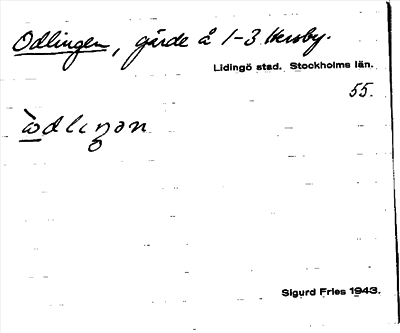 Odlingen, gärde å 1-3 Hersby.
Lidingö stad. Stockholms län.
55.
Sigurd Fries 1943.